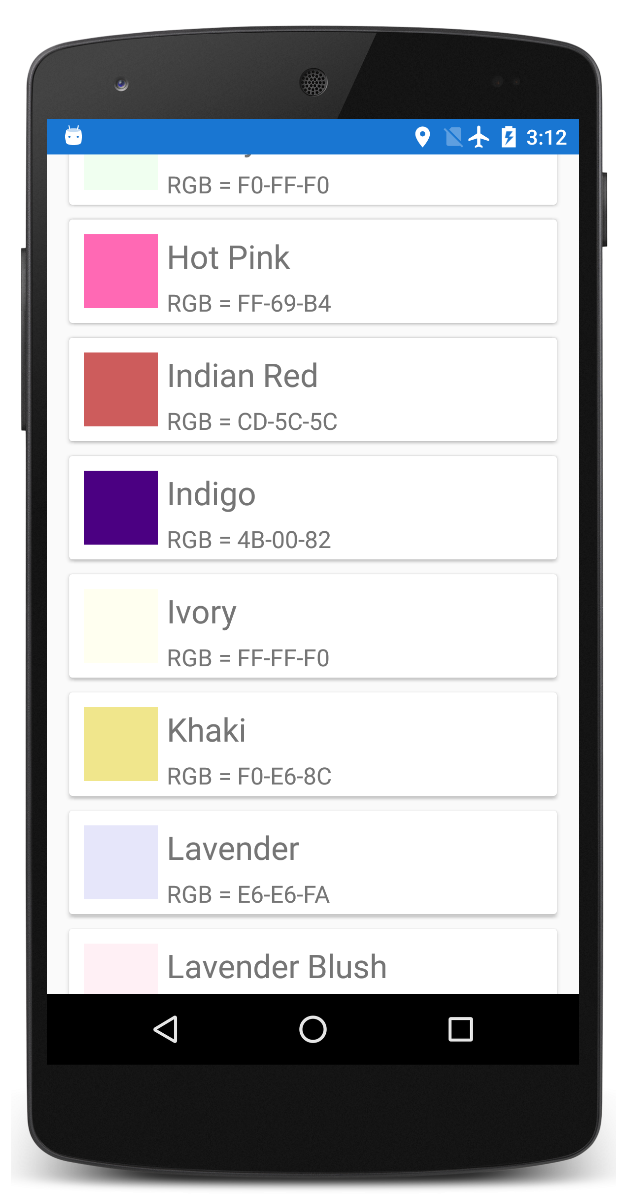 3:12
RGB = F0-FF-F0
Hot Pink
RGB = FF-69-B4
Indian Red
RGB = CD-5C-5C
Indigo
RGB = 4B-00-82
Ivory
RGB = FF-FF-F0
Khaki
RGB = F0-E6-8C
Lavender
RGB = E6-E6-FA
Lavender Blush